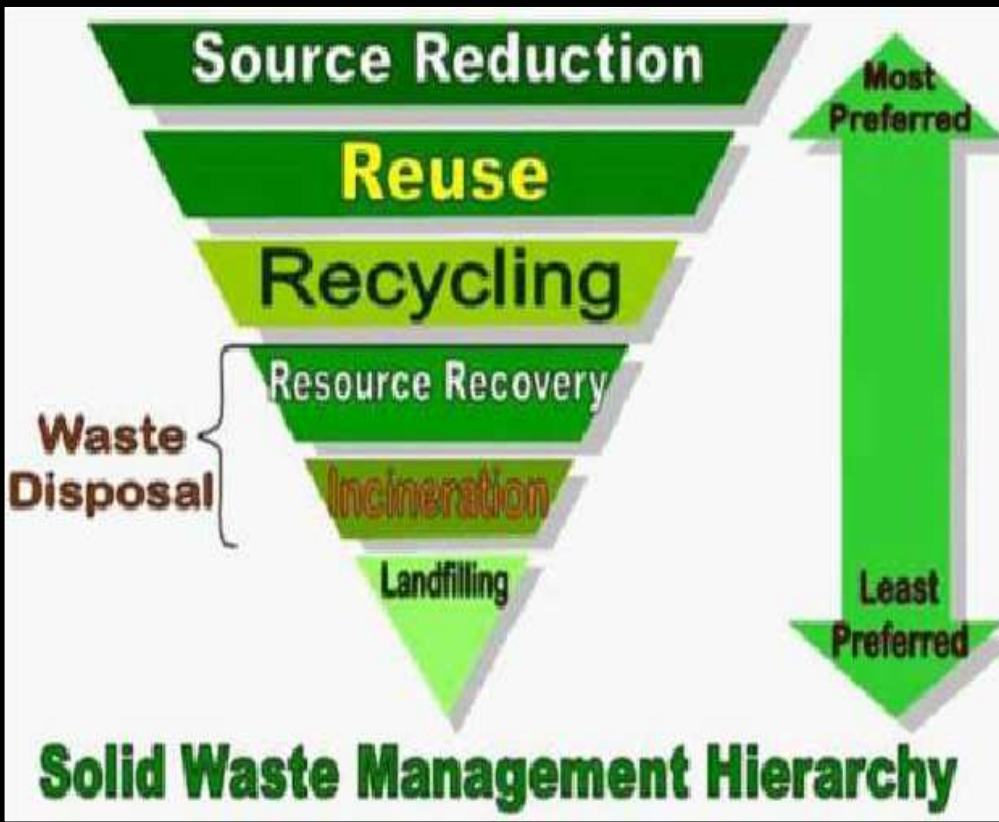 Source Reduction
Most
Preferred
Reuse
Recycling
Resource Recovery
Waste
Disposal
Incineration
Landfilling
Least
Preferred
Solid Waste Management Hierarchy